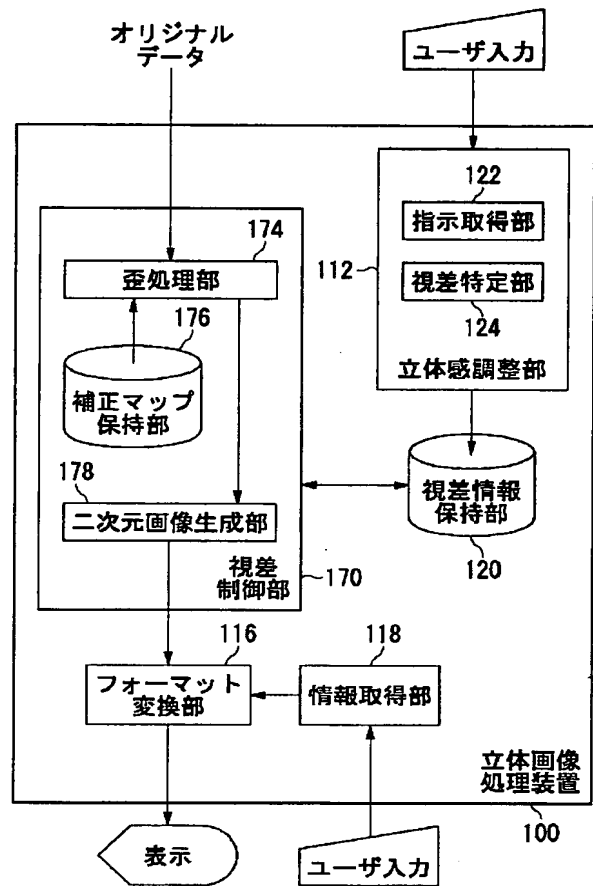 オリジナル
データ
ユーザ入力
122
指示取得部
174
112
歪処理部
視差特定部
176
124
補正マップ
保持部
立体感調整部
178
視差情報
保持部
二次元画像生成部
視差
制御部
170
120
116
118
フォーマット
変換部
情報取得部
立体画像
処理装置
100
表示
ユーザ入力